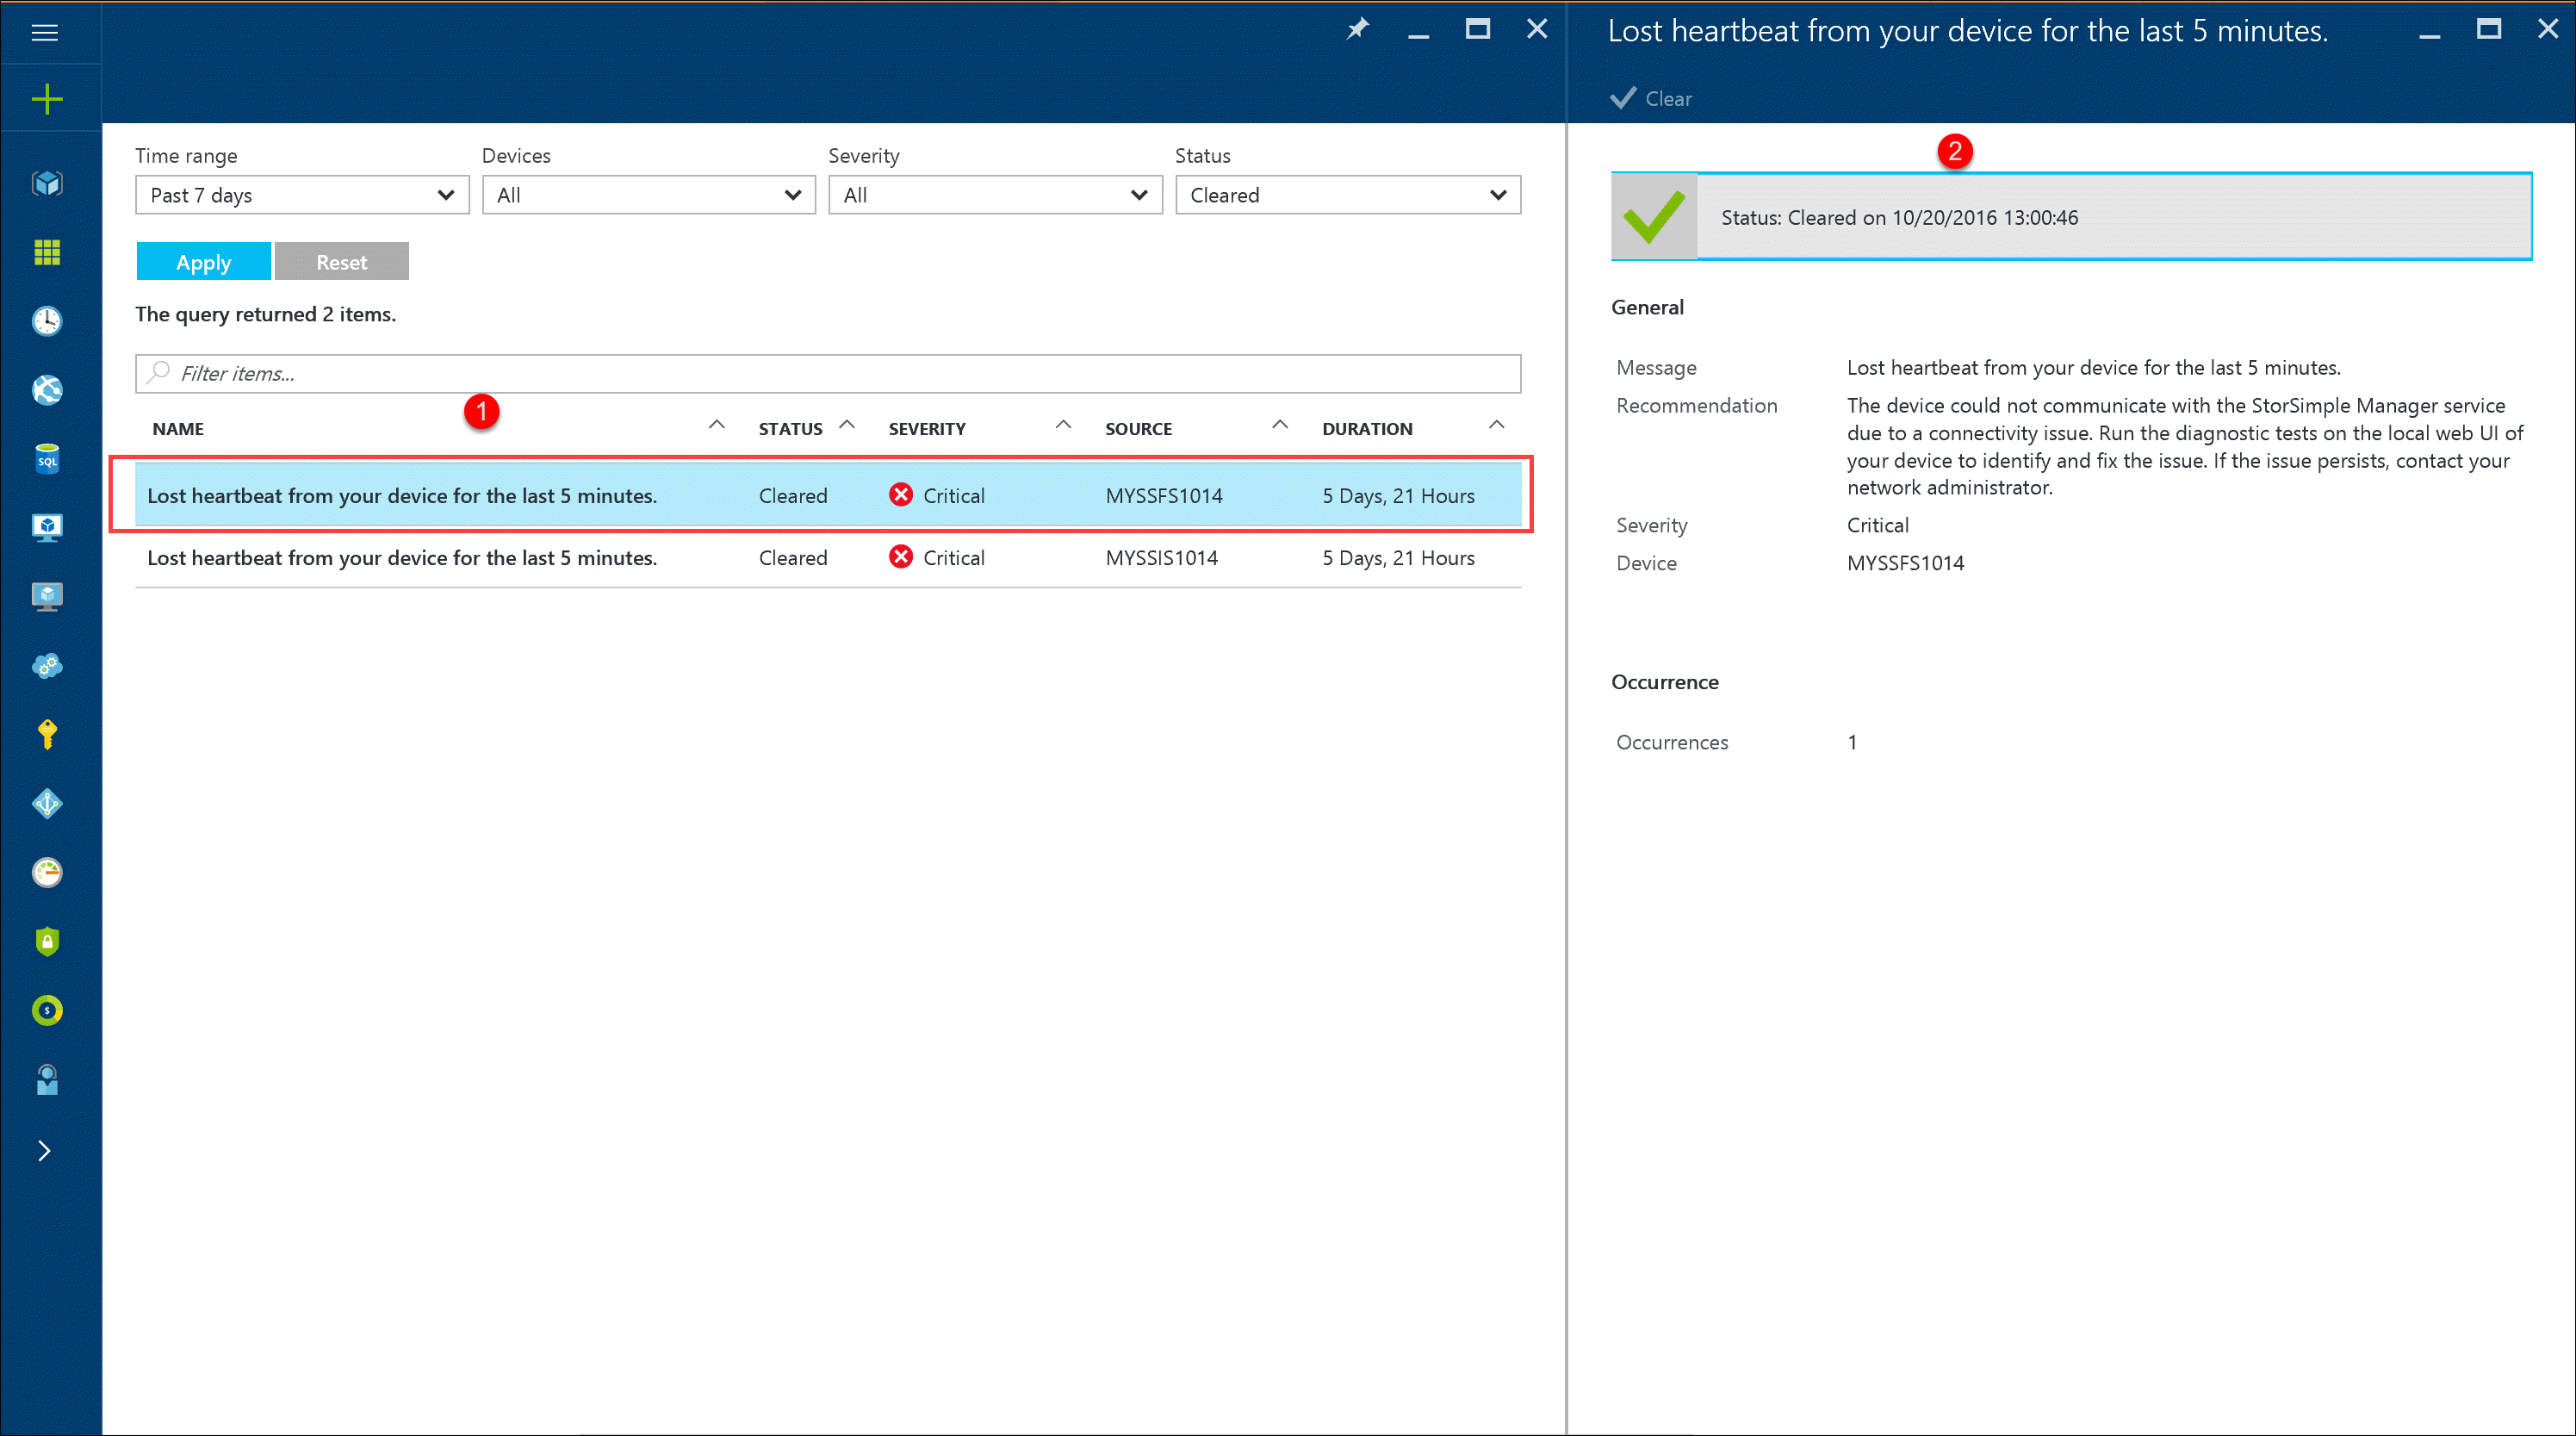 Lost heartbeat from your device for the last 5 minutes.
Clear
Time range
Devices
Severity
Status
Past 7 days
All
All
Cleared
Apply
Reset
The query returned 2 items.
Filter items...
1
NAME
STATUS
SEVERITY
SOURCE
DURATION
Lost heartbeat from your device for the last 5 minutes. Cleared Critical MYSSFS1014 5 Days, 21 Hours
Lost heartbeat from your device for the last 5 minutes. Cleared Critical MYSSIS1014 5 Days, 21 Hours
2
Status: Cleared on 10/20/2016 13:00:46
General
Message Lost heartbeat from your device for the last 5 minutes.
Recommendation The device could not communicate with the StorSimple Manager service
due to a connectivity issue. Run the diagnostic tests on the local web UI of
your device to identify and fix the issue. If the issue persists, contact your
network administrator.
Severity Critical
Device MYSSFS1014
Occurrence
Occurrences 1
SQL
$